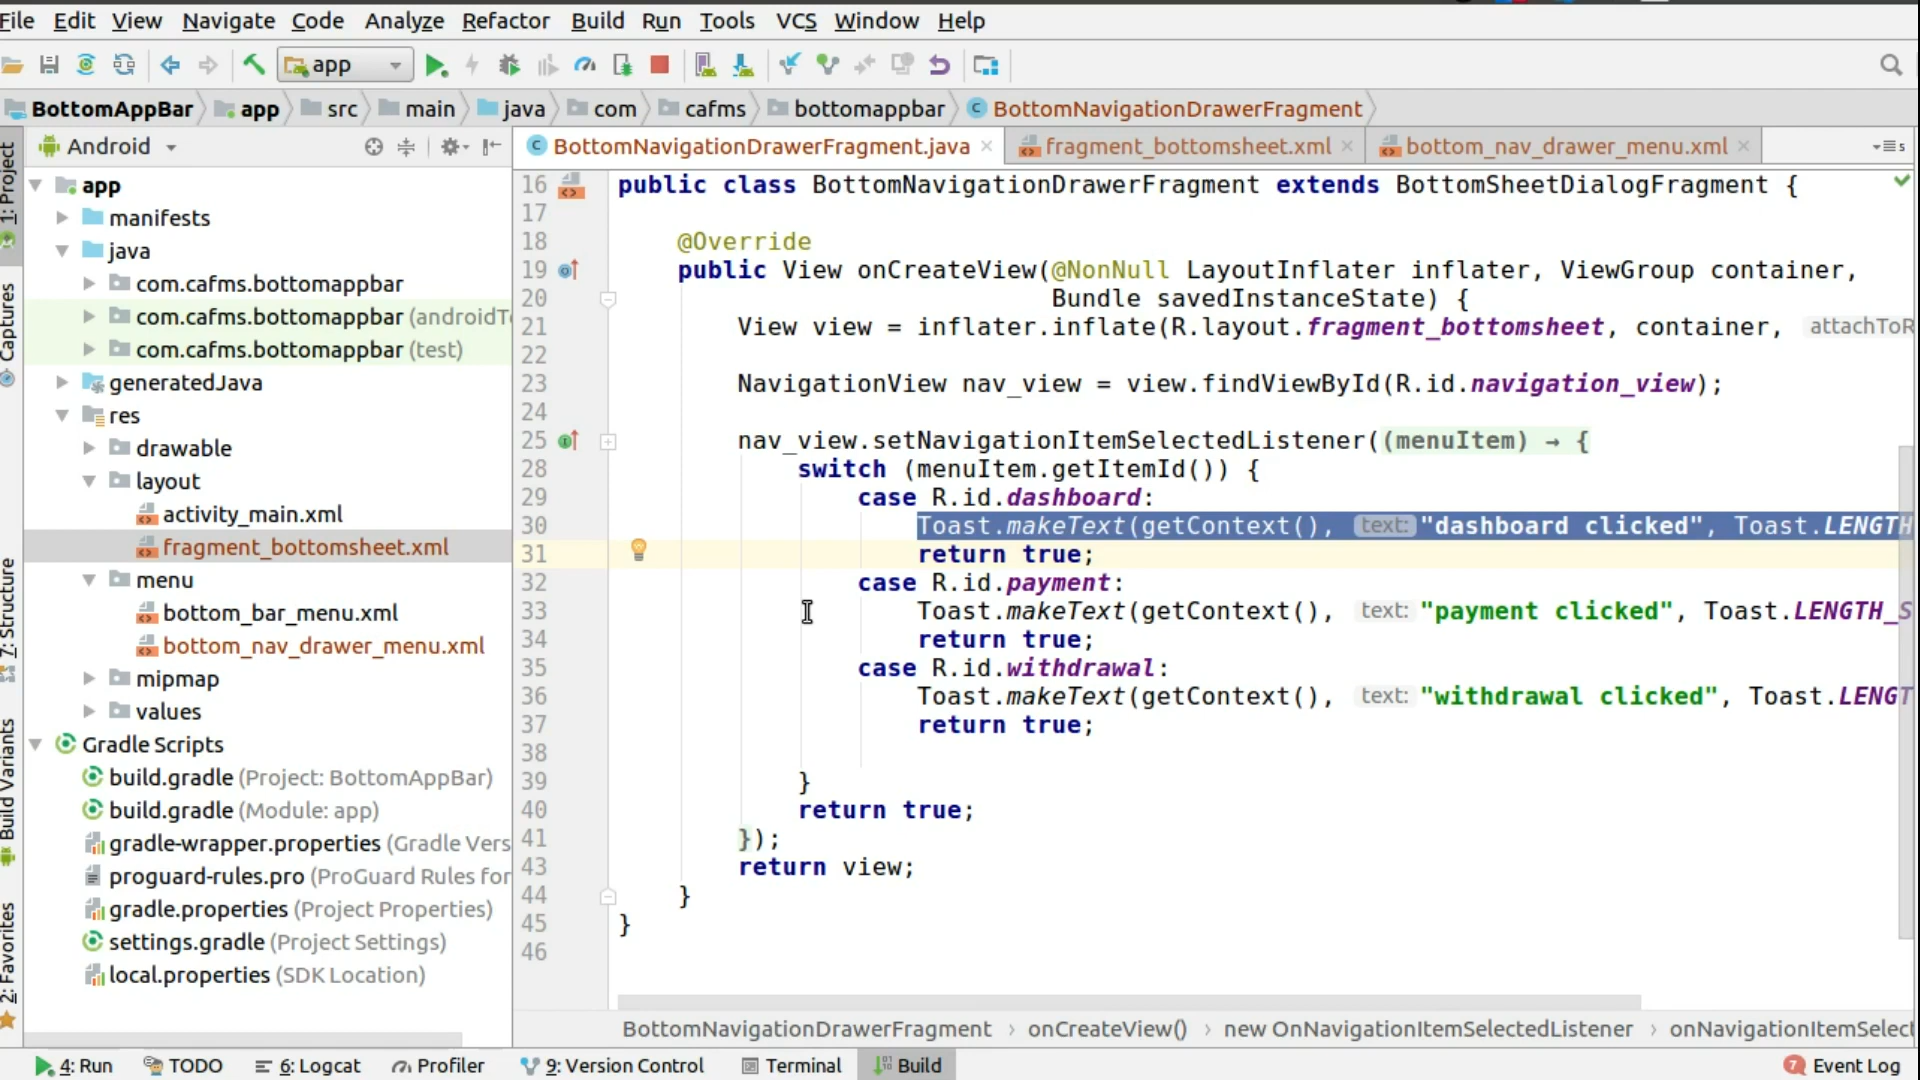 File Edit View Navigate Code Analyze Refactor Build Run Tools VCS Window Help
app
BottomAppBar app src main java com cafms bottomappbar BottomNavigationDrawerFragment
Android
BottomNavigationDrawerFragment.java fragment_bottomsheet.xml bottom_nav_drawer_menu.xml
1: Project
Captures
7: Structure
Build Variants
2: Favorites
app
manifests
java
com.cafms.bottomappbar
com.cafms.bottomappbar (androidT
com.cafms.bottomappbar (test)
generatedJava
res
drawable
layout
activity_main.xml
fragment_bottomsheet.xml
menu
bottom_bar_menu.xml
bottom_nav_drawer_menu.xml
mipmap
values
Gradle Scripts
build.gradle (Project: BottomAppBar)
build.gradle (Module: app)
gradle-wrapper.properties (Gradle Vers
proguard-rules.pro (ProGuard Rules for
gradle.properties (Project Properties)
settings.gradle (Project Settings)
local.properties (SDK Location)
16 public class BottomNavigationDrawerFragment extends BottomSheetDialogFragment {
17
18 @Override
19 public View onCreateView(@NonNull LayoutInflater inflater, ViewGroup container,
20 Bundle savedInstanceState) {
21 View view = inflater.inflate(R.layout.fragment_bottomsheet, container, attachToR
22
23 NavigationView nav_view = view.findViewById(R.id.navigation_view);
24
25 nav_view.setNavigationItemSelectedListener((menuItem) → {
28 switch (menuItem.getItemId()) {
29 case R.id.dashboard:
30 Toast.makeText(getContext(), text: "dashboard clicked", Toast.LENGTH
31 return true;
32 case R.id.payment:
33 Toast.makeText(getContext(), text: "payment clicked", Toast.LENGTH_S
34 return true;
35 case R.id.withdrawal:
36 Toast.makeText(getContext(), text: "withdrawal clicked", Toast.LENGT
37 return true;
38
39 }
40 return true;
41 });
43 return view;
44 }
45 }
46
BottomNavigationDrawerFragment › onCreateView() › new OnNavigationItemSelectedListener › onNavigationItemSelect
4: Run TODO 6: Logcat Profiler 9: Version Control Terminal Build 7 Event Log